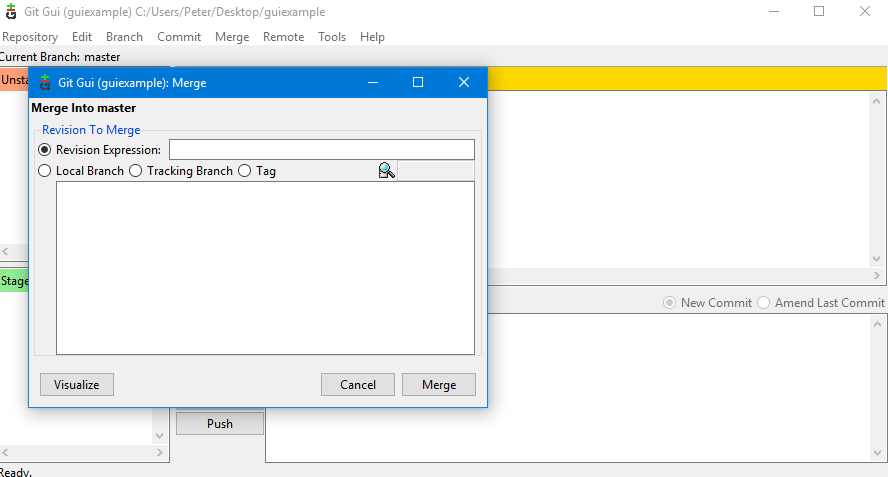 Git Gui (guiexample) C:/Users/Peter/Desktop/guiexample
Repository Edit Branch Commit Merge Remote Tools Help
Current Branch: master
Unsta
Git Gui (guiexample): Merge
Merge Into master
Revision To Merge
Revision Expression:
Local Branch Tracking Branch Tag
Stage
New Commit Amend Last Commit
Visualize Cancel Merge
Push
Ready.